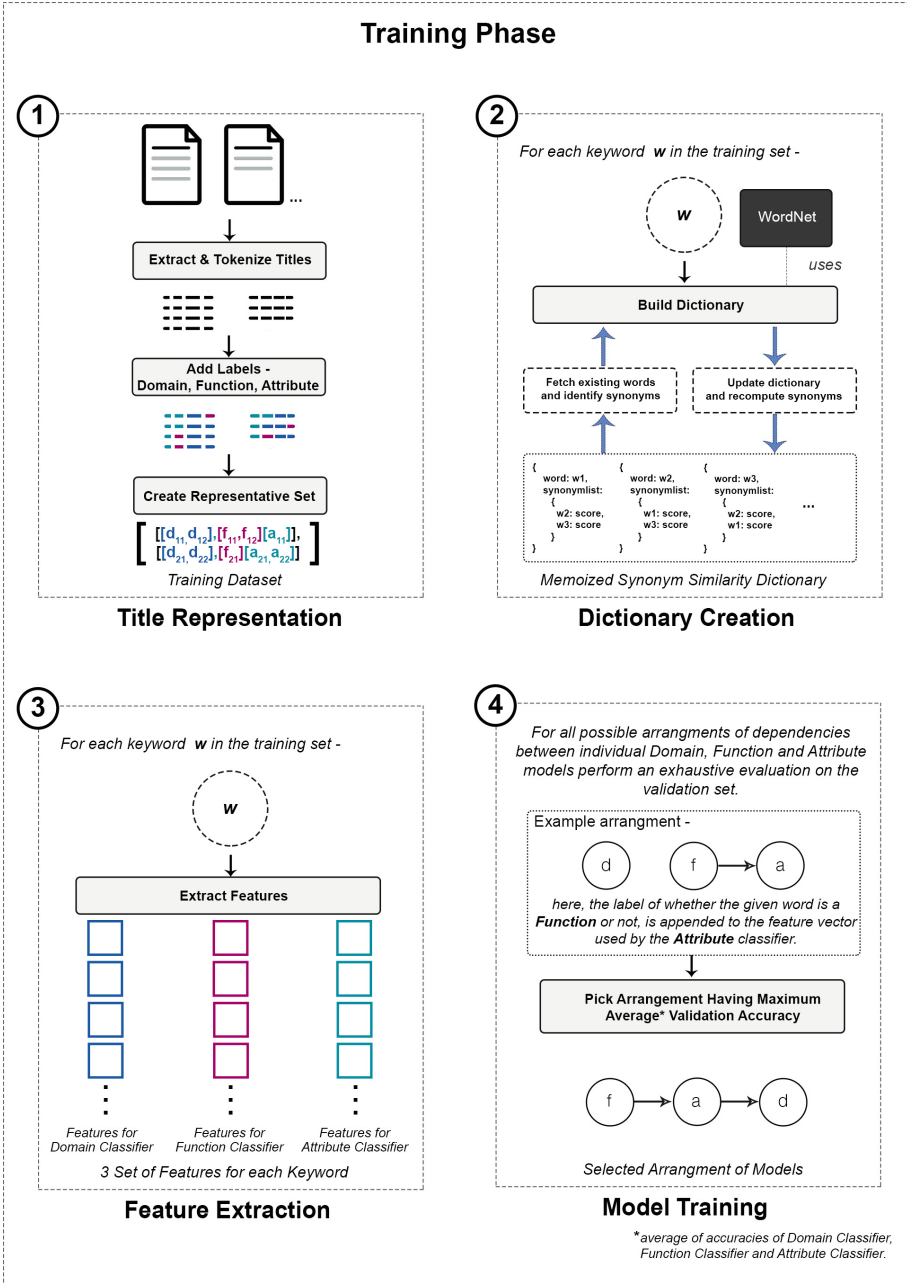 Training Phase
1
...
Extract & Tokenize Titles
Add Labels -
Domain, Function, Attribute
Create Representative Set
[[d11,d12],[f11,f12][a11]],
[[d21,d22],[f21][a21,a22]]
Training Dataset
Title Representation
2
For each keyword w in the training set -
w
WordNet
uses
Build Dictionary
Fetch existing words
and identify synonyms
Update dictionary
and recompute synonyms
{
word: w1,
synonymlist:
{
w2: score,
w3: score
}
}
{
word: w2,
synonymlist:
{
w1: score,
w3: score
}
}
{
word: w3,
synonymlist:
{
w2: score,
w1: score
}
}
...
Memoized Synonym Similarity Dictionary
Dictionary Creation
3
For each keyword w in the training set -
w
Extract Features
Features for
Domain Classifier
Features for
Function Classifier
Features for
Attribute Classifier
3 Set of Features for each Keyword
Feature Extraction
4
For all possible arrangments of dependencies
between individual Domain, Function and Attribute
models perform an exhaustive evaluation on the
validation set.
Example arrangment -
d f a
here, the label of whether the given word is a
Function or not, is appended to the feature vector
used by the Attribute classifier.
Pick Arrangement Having Maximum
Average* Validation Accuracy
f a d
Selected Arrangment of Models
Model Training
*average of accuracies of Domain Classifier,
Function Classifier and Attribute Classifier.